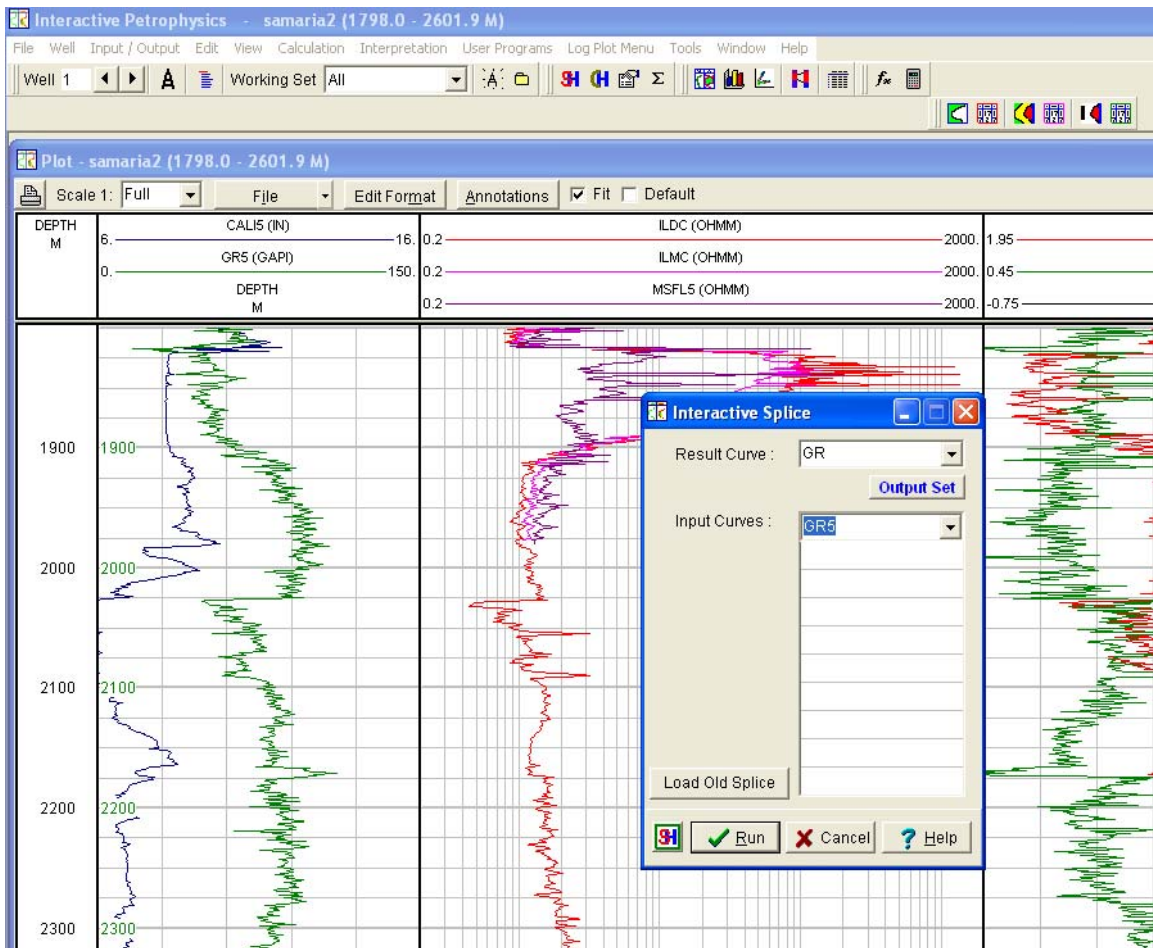 Interactive Petrophysics - samaria2 (1798.0 - 2601.9 M)
File Well Input / Output Edit View Calculation Interpretation User Programs Log Plot Menu Tools Window Help
Well 1 A Working Set All A SH H Σ fx
Plot - samaria2 (1798.0 - 2601.9 M)
Scale 1: Full File Edit Format Annotations Fit Default
DEPTH
M
CALI5 (IN)
6. 16.
GR5 (GAPI)
0. 150.
DEPTH
M
ILDC (OHMM)
0.2 2000.
ILMC (OHMM)
0.2 2000.
MSFL5 (OHMM)
0.2 2000.
1.95
0.45
-0.75
1900 1900
2000 2000
2100 2100
2200 2200
2300 2300
Interactive Splice
Result Curve : GR
Output Set
Input Curves : GR5
Load Old Splice
SH Run Cancel ? Help